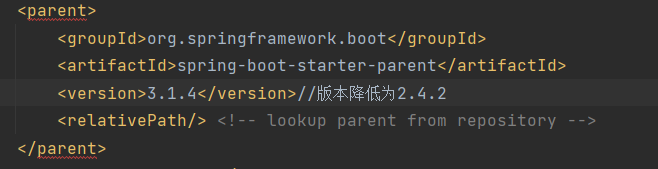 <parent>
<groupId>org.springframework.boot</groupId>
<artifactId>spring-boot-starter-parent</artifactId>
<version>3.1.4</version>//版本降低为2.4.2
<relativePath/> <!-- lookup parent from repository -->
</parent>